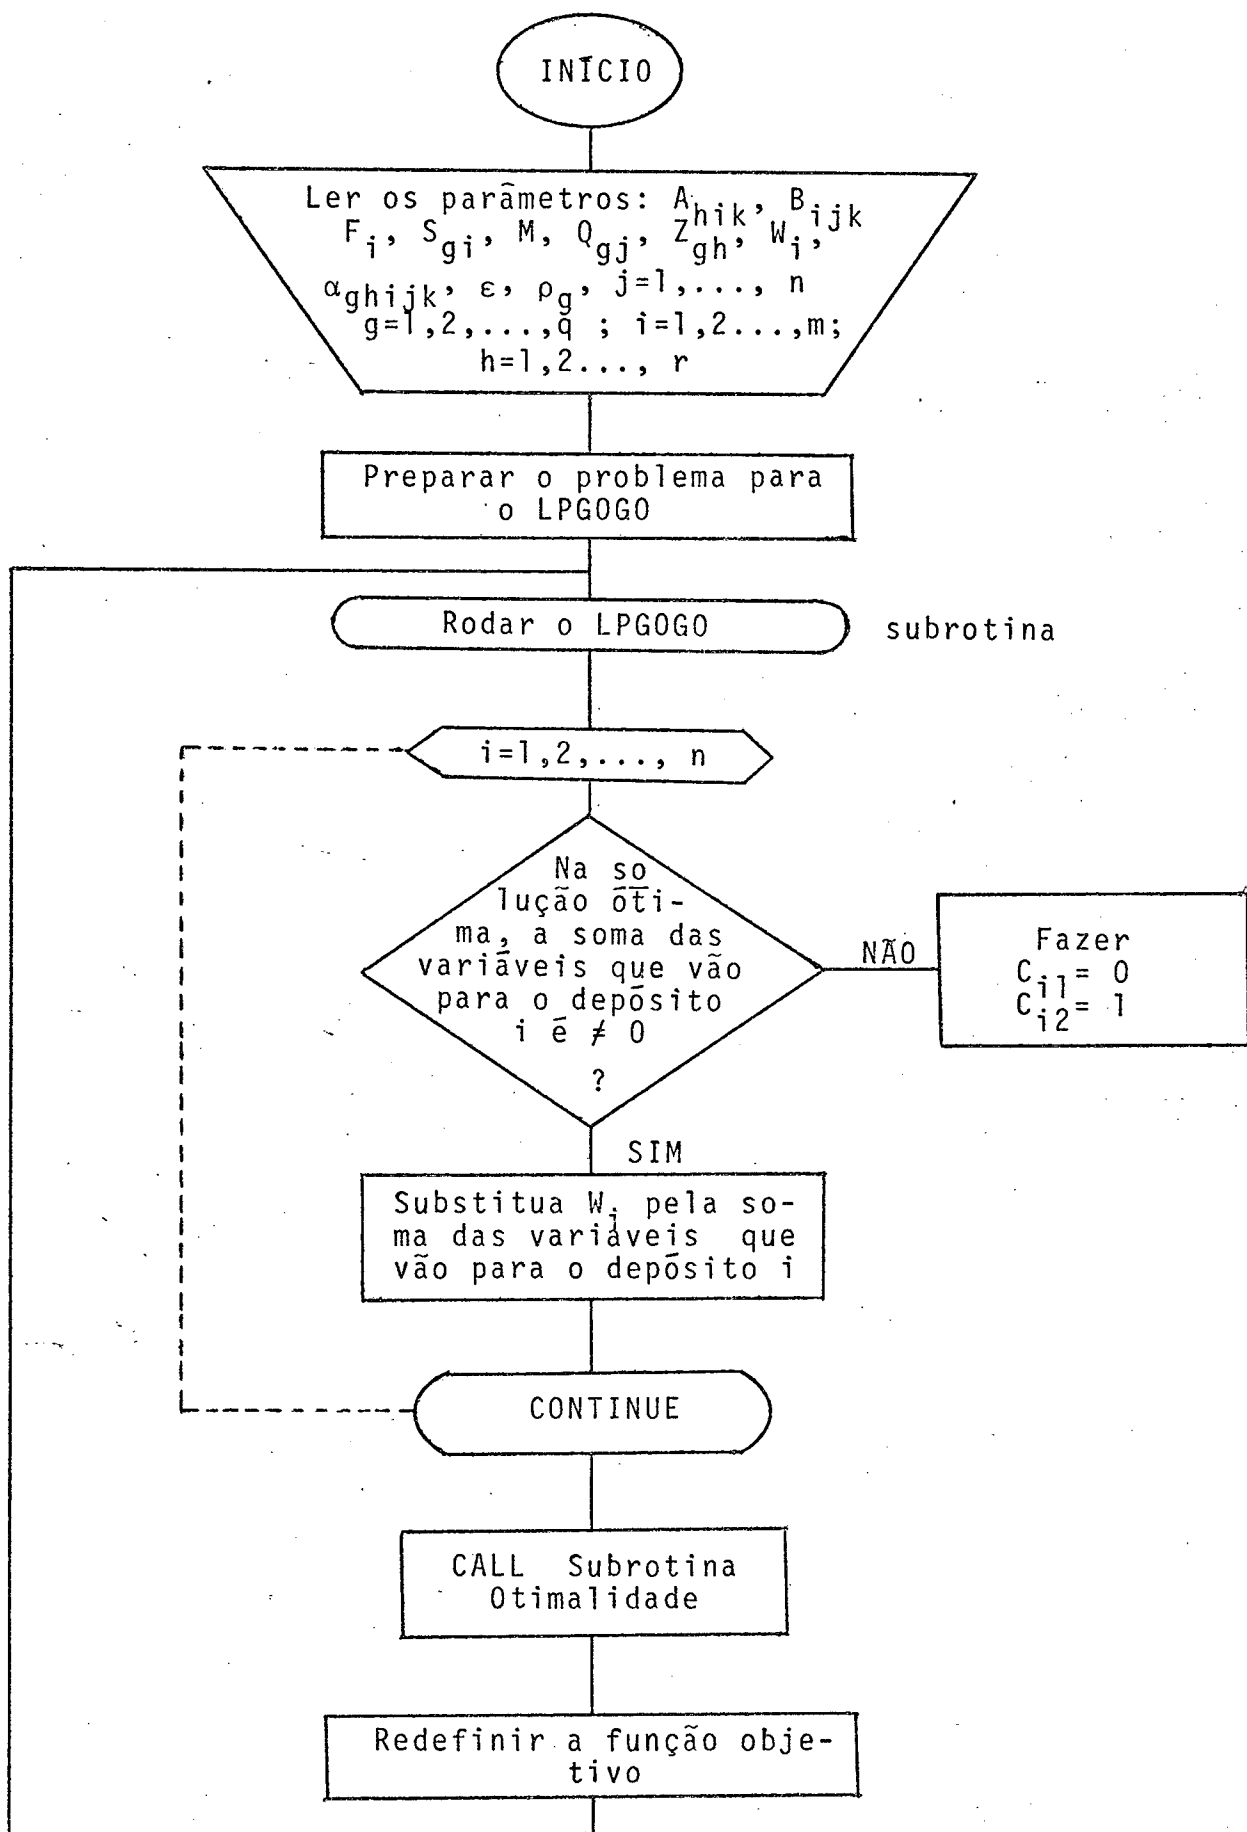 INÍCIO
Ler os parâmetros: A_hik, B_ijk
F_i, S_gi, M, Q_gj, Z_gh, W_i,
α_ghijk, ε, ρ_g, j=1,..., n
g=1,2,...,q ; i=1,2...,m;
h=1,2..., r
Preparar o problema para
o LPGOGO
Rodar o LPGOGO
subrotina
i=1,2,..., n
Na so
lução óti-
ma, a soma das
variáveis que vão
para o depósito
i é ≠ 0
?
NÃO
Fazer
C_i1= 0
C_i2= 1
SIM
Substitua W_i pela so-
ma das variáveis que
vão para o depósito i
CONTINUE
CALL Subrotina
Otimalidade
Redefinir a função obje-
tivo